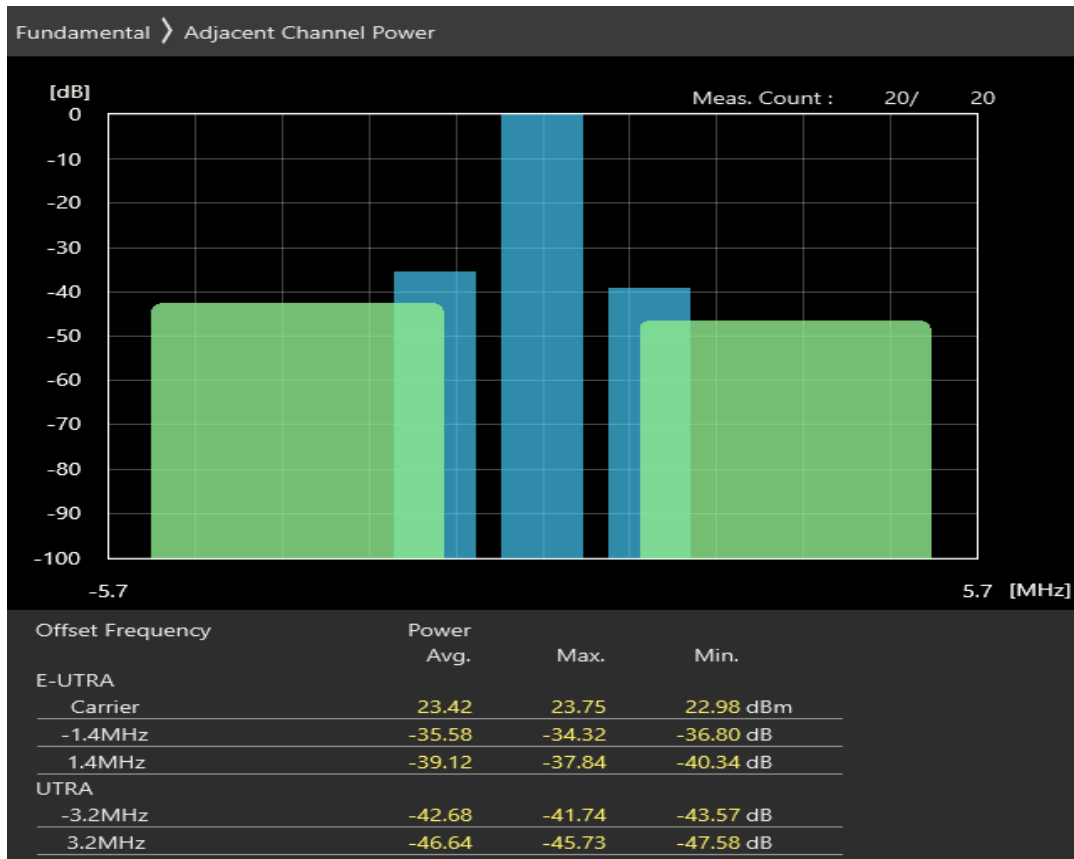 Fundamental 〉 Adjacent Channel Power
[dB]
Meas. Count : 20/ 20
0
-10
-20
-30
-40
-50
-60
-70
-80
-90
-100
-5.7 5.7 [MHz]
Offset Frequency Power
Avg. Max. Min.
E-UTRA
Carrier 23.42 23.75 22.98 dBm
-1.4MHz -35.58 -34.32 -36.80 dB
1.4MHz -39.12 -37.84 -40.34 dB
UTRA
-3.2MHz -42.68 -41.74 -43.57 dB
3.2MHz -46.64 -45.73 -47.58 dB